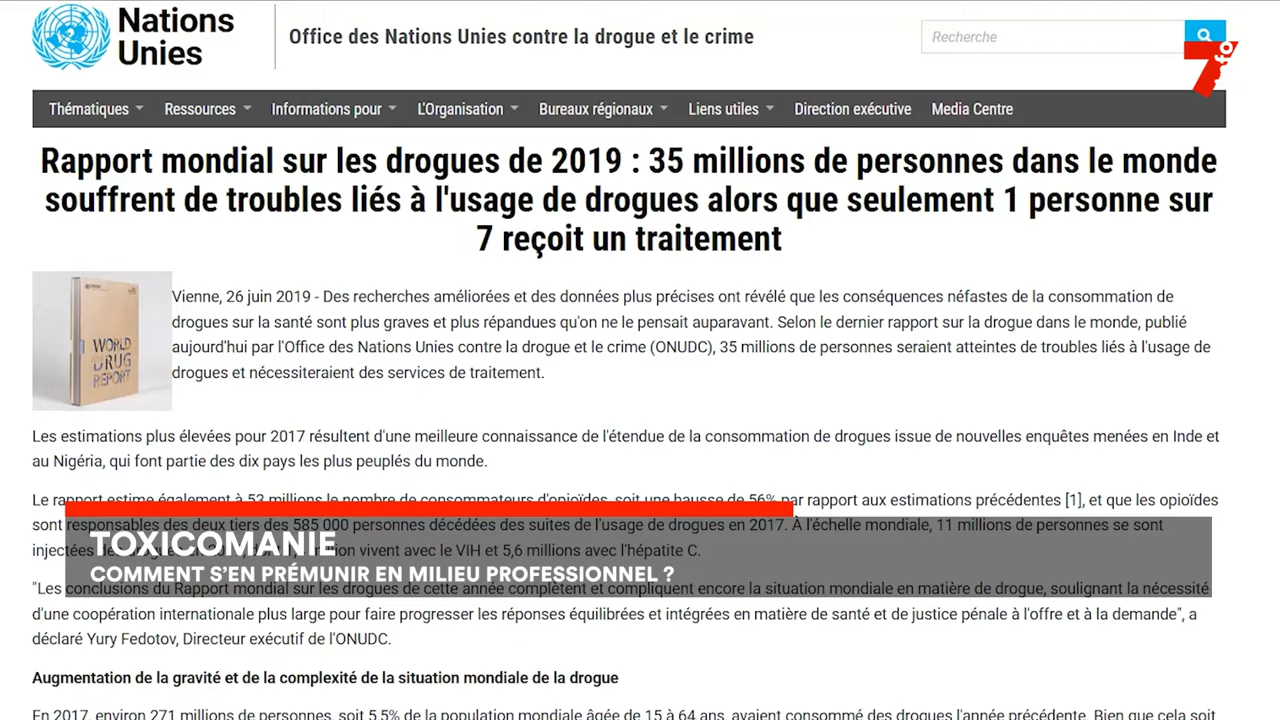 Nations
Unies
Office des Nations Unies contre la drogue et le crime
Recherche
7
Thématiques
Ressources
Informations pour
L'Organisation
Bureaux régionaux
Liens utiles
Direction exécutive
Media Centre
Rapport mondial sur les drogues de 2019 : 35 millions de personnes dans le monde
souffrent de troubles liés à l'usage de drogues alors que seulement 1 personne sur
7 reçoit un traitement
WORLD
DRUG
REPORT
Vienne, 26 juin 2019 - Des recherches améliorées et des données plus précises ont révélé que les conséquences néfastes de la consommation de
drogues sur la santé sont plus graves et plus répandues qu'on ne le pensait auparavant. Selon le dernier rapport sur la drogue dans le monde, publié
aujourd'hui par l'Office des Nations Unies contre la drogue et le crime (ONUDC), 35 millions de personnes seraient atteintes de troubles liés à l'usage de
drogues et nécessiteraient des services de traitement.
Les estimations plus élevées pour 2017 résultent d'une meilleure connaissance de l'étendue de la consommation de drogues issue de nouvelles enquêtes menées en Inde et
au Nigéria, qui font partie des dix pays les plus peuplés du monde.
Le rapport estime également à 53 millions le nombre de consommateurs d'opioïdes, soit une hausse de 56% par rapport aux estimations précédentes [1], et que les opioïdes
sont responsables des deux tiers des 585 000 personnes décédées des suites de l'usage de drogues en 2017. À l'échelle mondiale, 11 millions de personnes se sont
injectées million vivent avec le VIH et 5,6 millions avec l'hépatite C.
TOXICOMANIE
COMMENT S'EN PRÉMUNIR EN MILIEU PROFESSIONNEL ?
"Les conclusions du Rapport mondial sur les drogues de cette année complètent et compliquent encore la situation mondiale en matière de drogue, soulignant la nécessité
d'une coopération internationale plus large pour faire progresser les réponses équilibrées et intégrées en matière de santé et de justice pénale à l'offre et à la demande", a
déclaré Yury Fedotov, Directeur exécutif de l'ONUDC.
Augmentation de la gravité et de la complexité de la situation mondiale de la drogue
En 2017, environ 271 millions de personnes, soit 5,5% de la population mondiale âgée de 15 à 64 ans, avaient consommé des drogues l'année précédente. Bien que cela soit